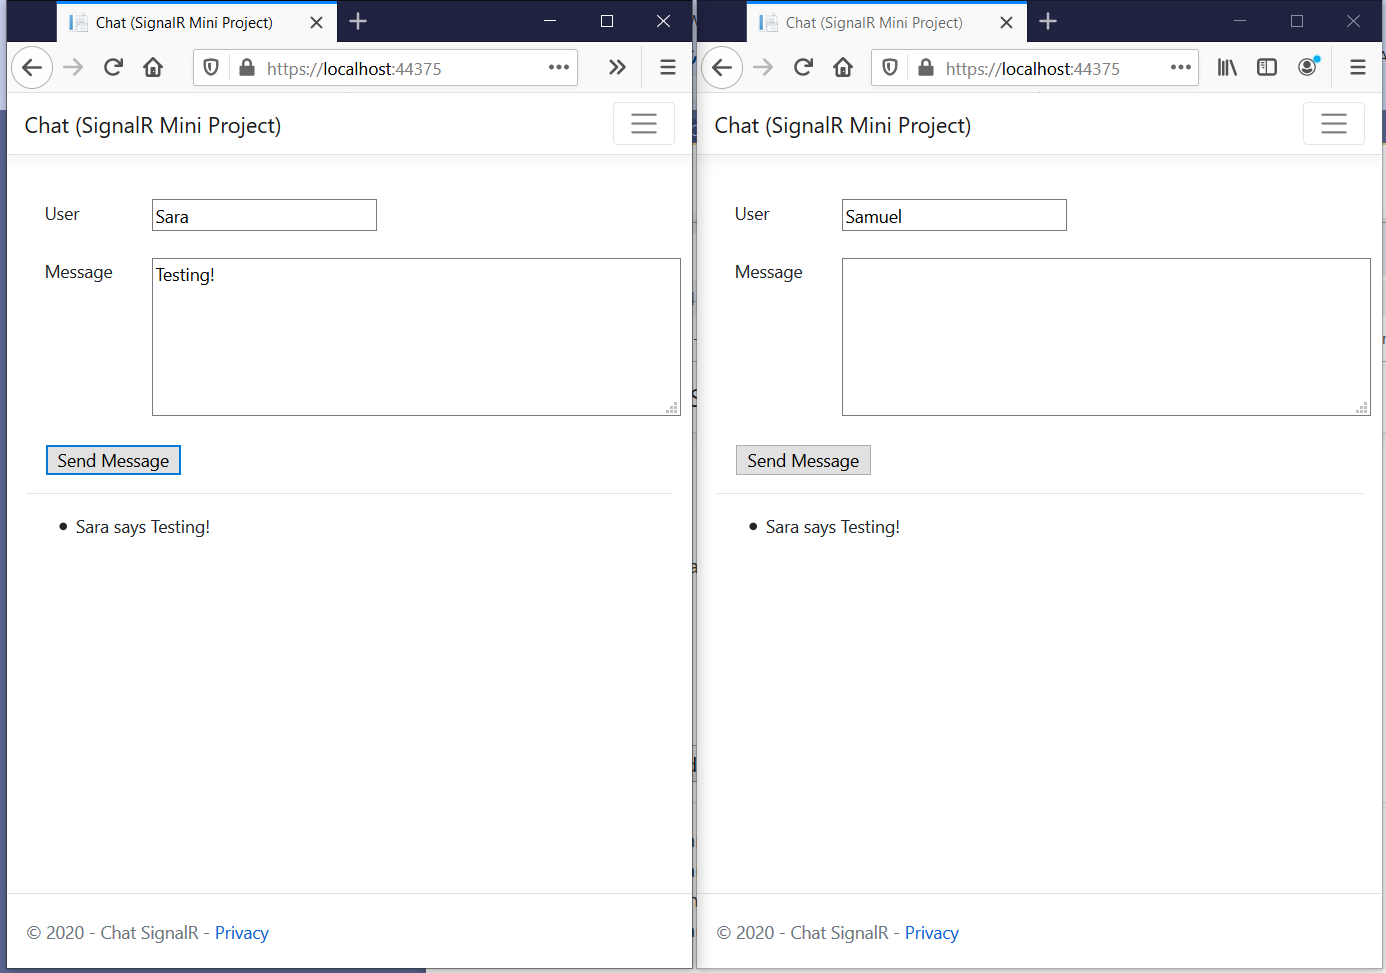 Chat (SignalR Mini Project)
https://localhost:44375
Chat (SignalR Mini Project)
User
Sara
Message
Testing!
Send Message
Sara says Testing!
© 2020 - Chat SignalR - Privacy
Chat (SignalR Mini Project)
https://localhost:44375
Chat (SignalR Mini Project)
User
Samuel
Message
Send Message
Sara says Testing!
© 2020 - Chat SignalR - Privacy